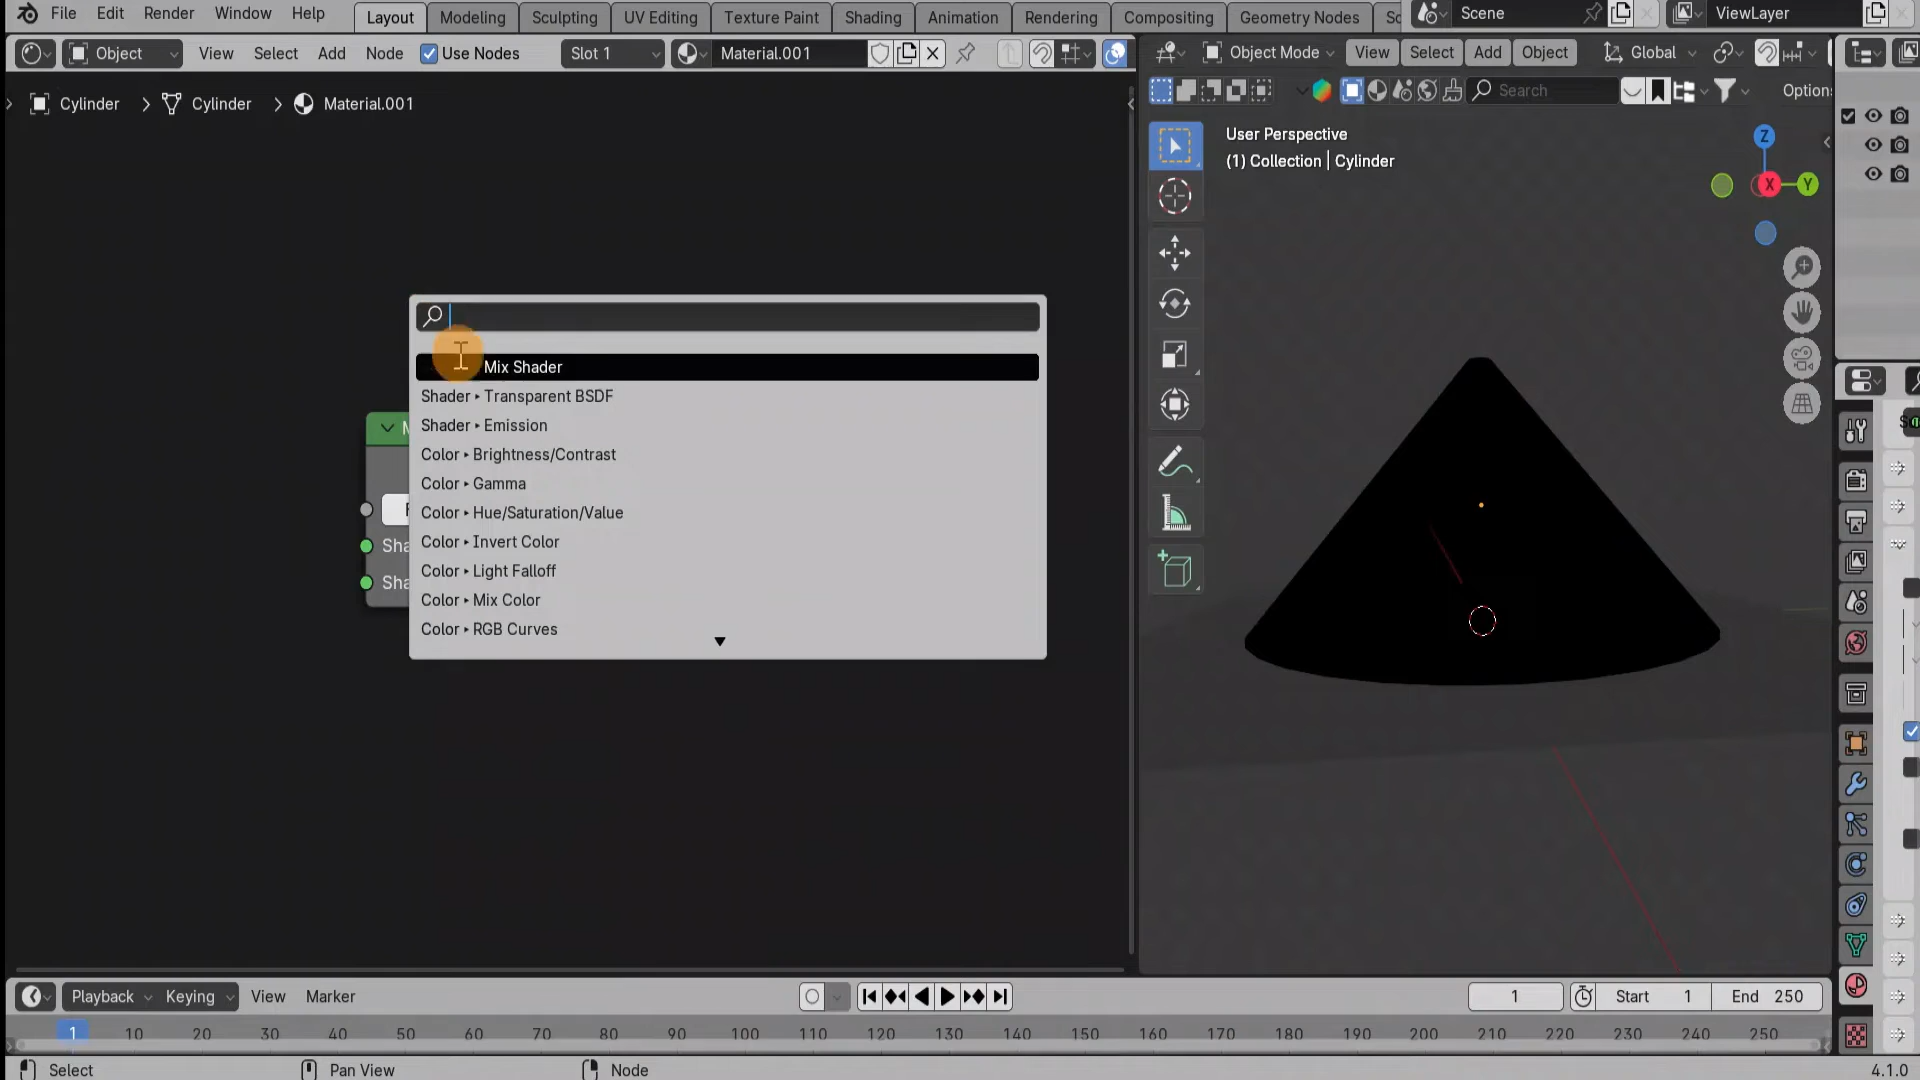 File Edit Render Window Help Layout Modeling Sculpting UV Editing Texture Paint Shading Animation Rendering Compositing Geometry Nodes Sc Scene ViewLayer
Object View Select Add Node Use Nodes Slot 1 Material.001 Object Mode View Select Add Object Global
Search Options
Cylinder Cylinder Material.001
User Perspective
(1) Collection | Cylinder
Z
X Y
Mix Shader
Shader ▸ Transparent BSDF
Shader ▸ Emission
Color ▸ Brightness/Contrast
Color ▸ Gamma
Color ▸ Hue/Saturation/Value
Color ▸ Invert Color
Color ▸ Light Falloff
Color ▸ Mix Color
Color ▸ RGB Curves
M
F
Sha
Sha
Playback Keying View Marker 1 Start 1 End 250
1 10 20 30 40 50 60 70 80 90 100 110 120 130 140 150 160 170 180 190 200 210 220 230 240 250
Select Pan View Node 4.1.0